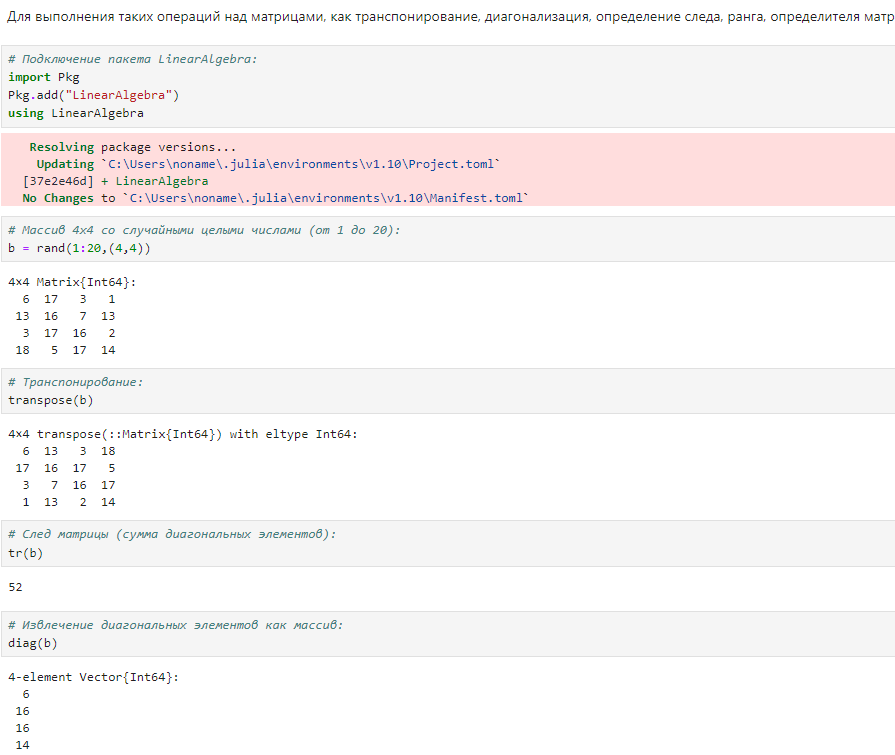 Для выполнения таких операций над матрицами, как транспонирование, диагонализация, определение следа, ранга, определителя матр
# Подключение пакета LinearAlgebra:
import Pkg
Pkg.add("LinearAlgebra")
using LinearAlgebra
Resolving package versions...
Updating `C:\Users\noname\.julia\environments\v1.10\Project.toml`
[37e2e46d] + LinearAlgebra
No Changes to `C:\Users\noname\.julia\environments\v1.10\Manifest.toml`
# Массив 4x4 со случайными целыми числами (от 1 до 20):
b = rand(1:20,(4,4))
4×4 Matrix{Int64}:
6 17 3 1
13 16 7 13
3 17 16 2
18 5 17 14
# Транспонирование:
transpose(b)
4×4 transpose(::Matrix{Int64}) with eltype Int64:
6 13 3 18
17 16 17 5
3 7 16 17
1 13 2 14
# След матрицы (сумма диагональных элементов):
tr(b)
52
# Извлечение диагональных элементов как массив:
diag(b)
4-element Vector{Int64}:
6
16
16
14